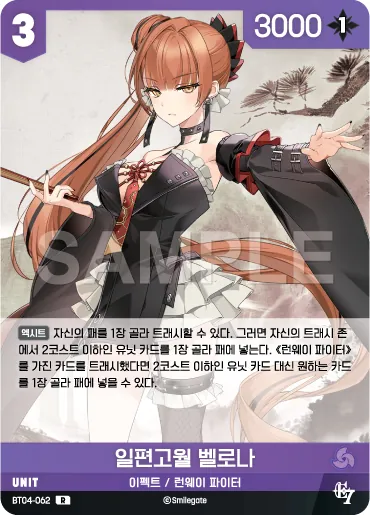 3
3000 1
SAMPLE
엑시트 자신의 패를 1장 골라 트래시할 수 있다. 그러면 자신의 트래시 존
에서 2코스트 이하인 유닛 카드를 1장 골라 패에 넣는다. 《런웨이 파이터》
를 가진 카드를 트래시했다면 2코스트 이하인 유닛 카드 대신 원하는 카드
를 1장 골라 패에 넣을 수 있다.
일편고월 벨로나
UNIT 이펙트 / 런웨이 파이터
BT04-062 R ©Smilegate E7